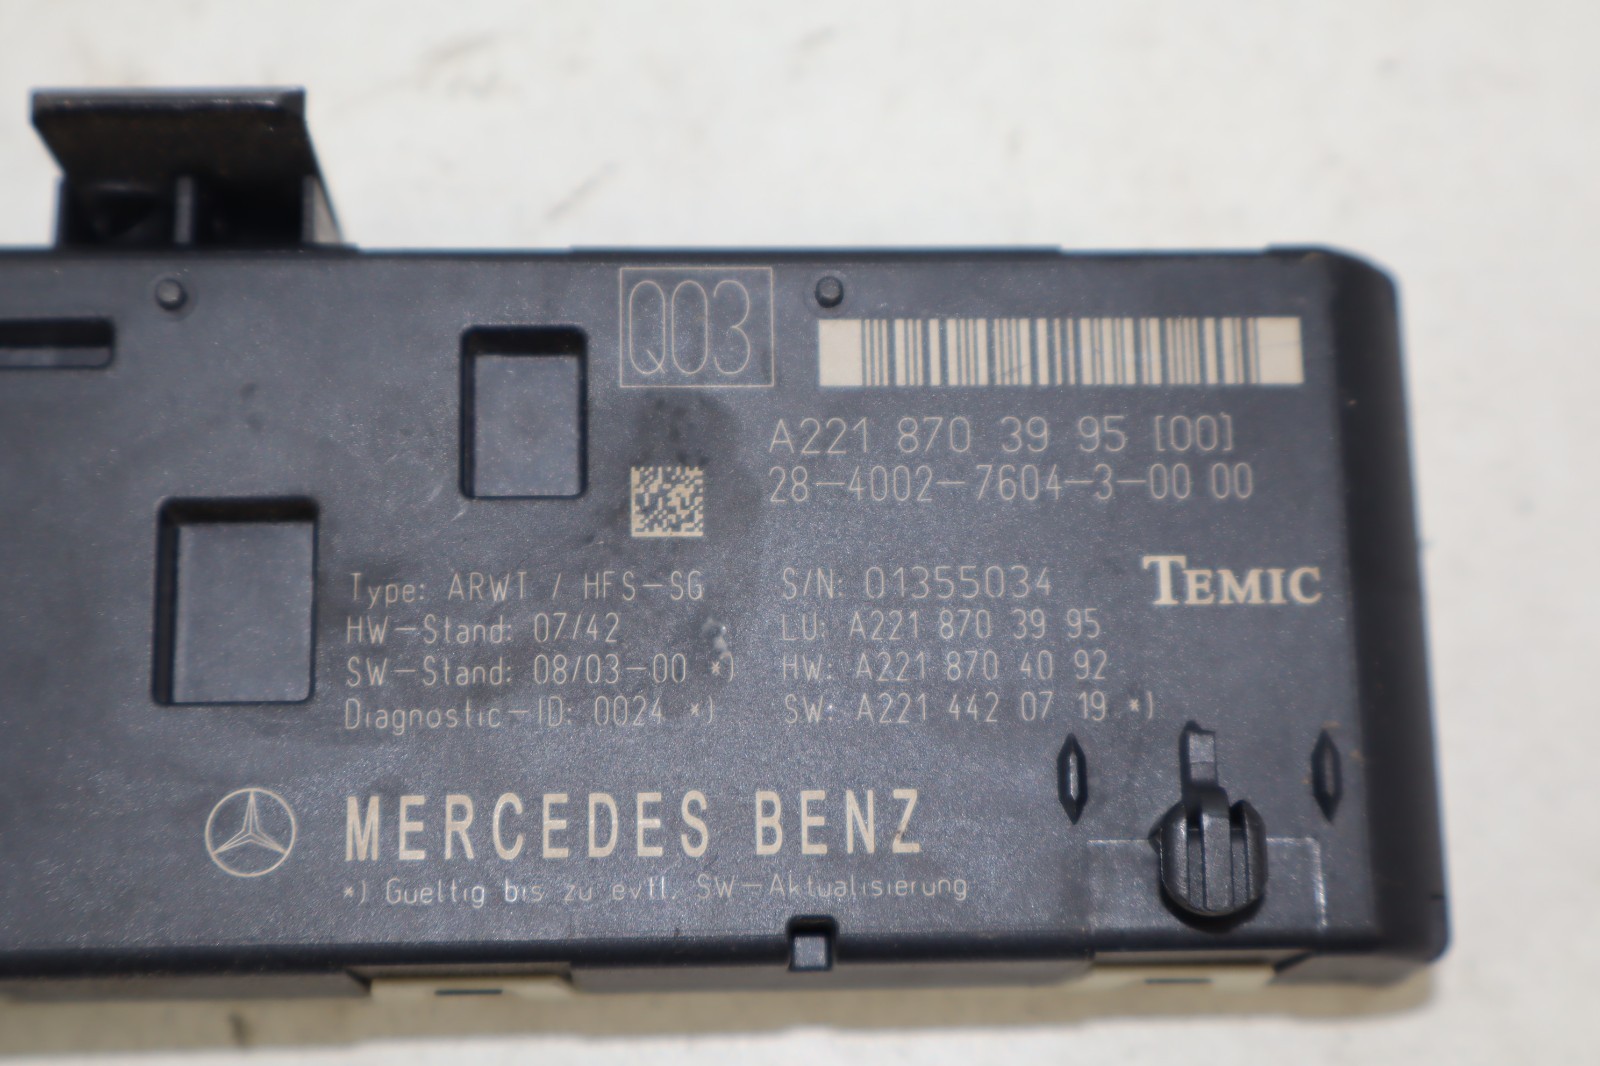 Q03
A221 870 39 95 [00]
28-4002-7604-3-00 00
Type: ARWT / HFS-SG
HW-Stand: 07/42
SW-Stand: 08/03-00 *)
Diagnostic-ID: 0024 *)
S/N: 01355034
LU: A221 870 39 95
HW: A221 870 40 92
SW: A221 442 07 19 *)
TEMIC
MERCEDES BENZ
*) Gueltig bis zu evtl. SW-Aktualisierung